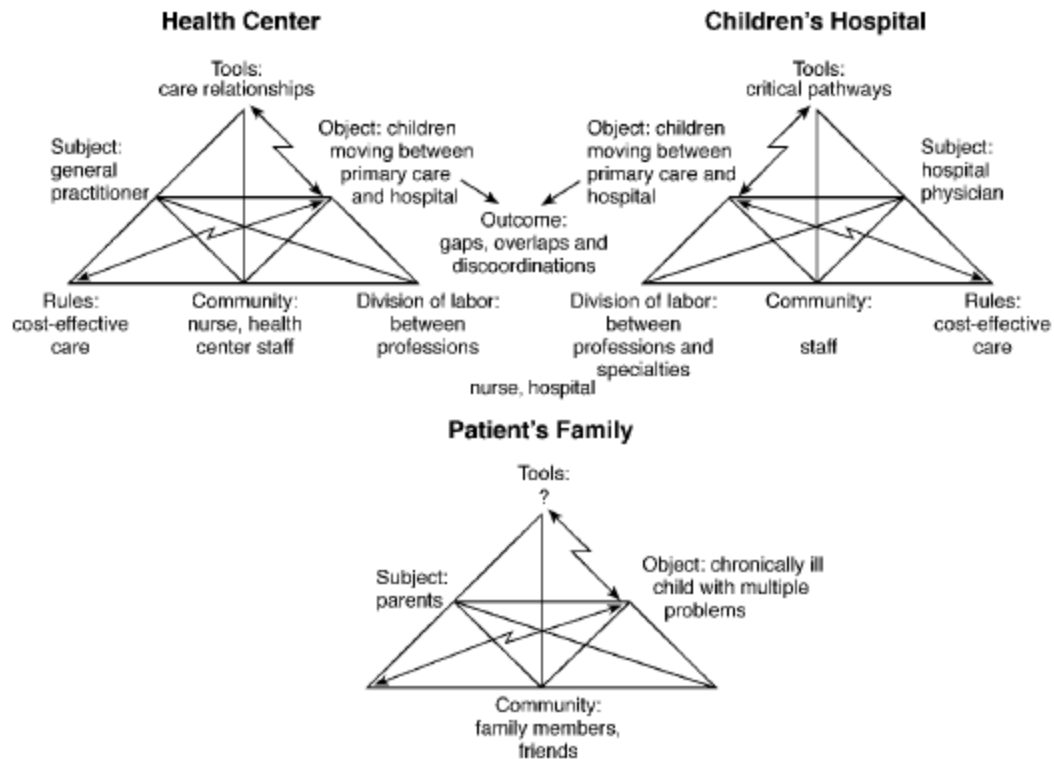 Health Center
Tools:
care relationships
Subject:
general
practitioner
Object: children
moving between
primary care
and hospital
Rules:
cost-effective
care
Community:
nurse, health
center staff
Division of labor:
between
professions
Outcome:
gaps, overlaps and
discoordinations
Children's Hospital
Tools:
critical pathways
Object: children
moving between
primary care and
hospital
Subject:
hospital
physician
Division of labor:
between
professions and
specialties
Community:
staff
Rules:
cost-effective
care
nurse, hospital
Patient's Family
Tools:
?
Subject:
parents
Object: chronically ill
child with multiple
problems
Community:
family members,
friends